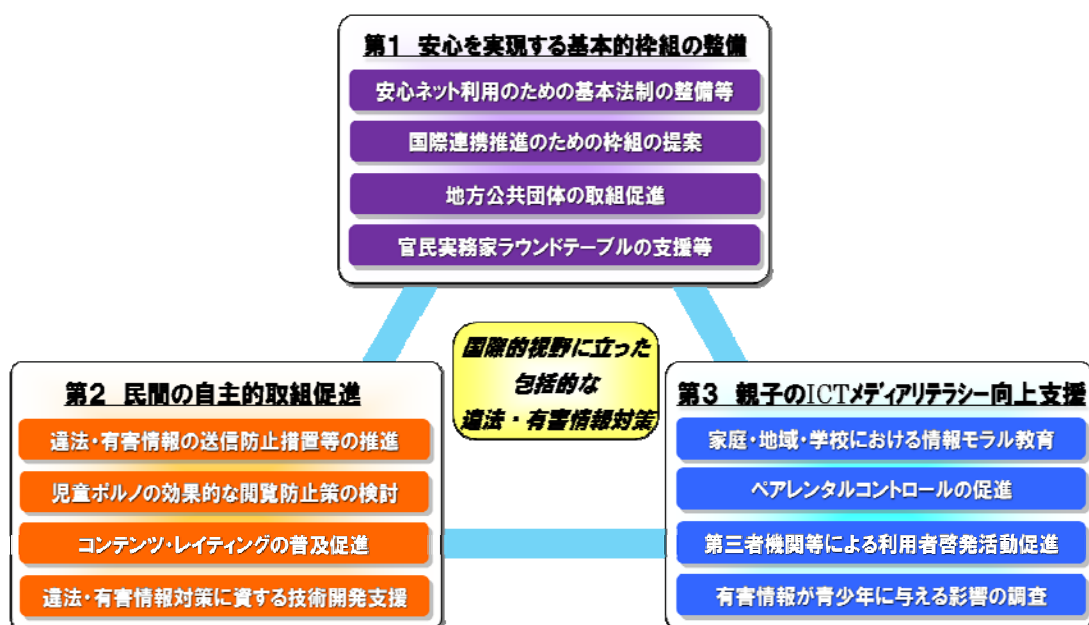 第1 安心を実現する基本的枠組の整備
安心ネット利用のための基本法制の整備等
国際連携推進のための枠組の提案
地方公共団体の取組促進
官民実務家ラウンドテーブルの支援等
国際的視野に立った
包括的な
違法・有害情報対策
第2 民間の自主的取組促進
違法・有害情報の送信防止措置等の推進
児童ポルノの効果的な閲覧防止策の検討
コンテンツ・レイティングの普及促進
違法・有害情報対策に資する技術開発支援
第3 親子のICTメディアリテラシー向上支援
家庭・地域・学校における情報モラル教育
ペアレンタルコントロールの促進
第三者機関等による利用者啓発活動促進
有害情報が青少年に与える影響の調査